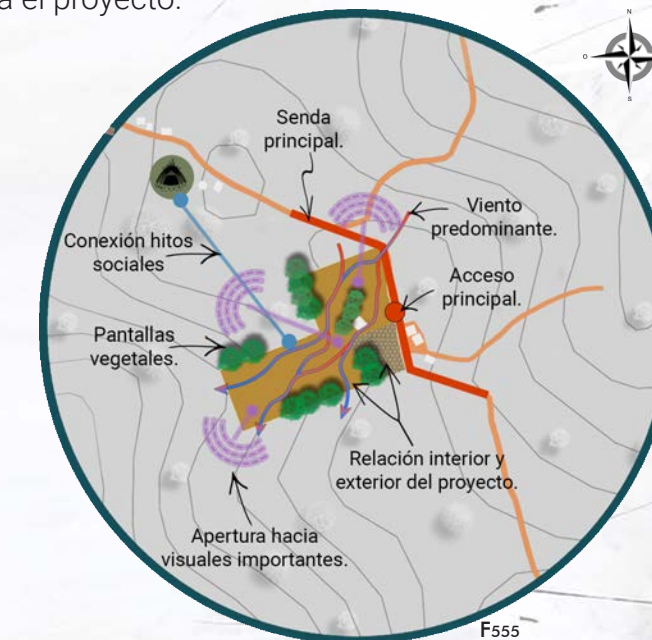 a el proyecto.
N
O
S
Senda
principal.
Viento
predominante.
Conexión hitos
sociales
Acceso
principal.
Pantallas
vegetales.
Relación interior y
exterior del proyecto.
Apertura hacia
visuales importantes.
F555